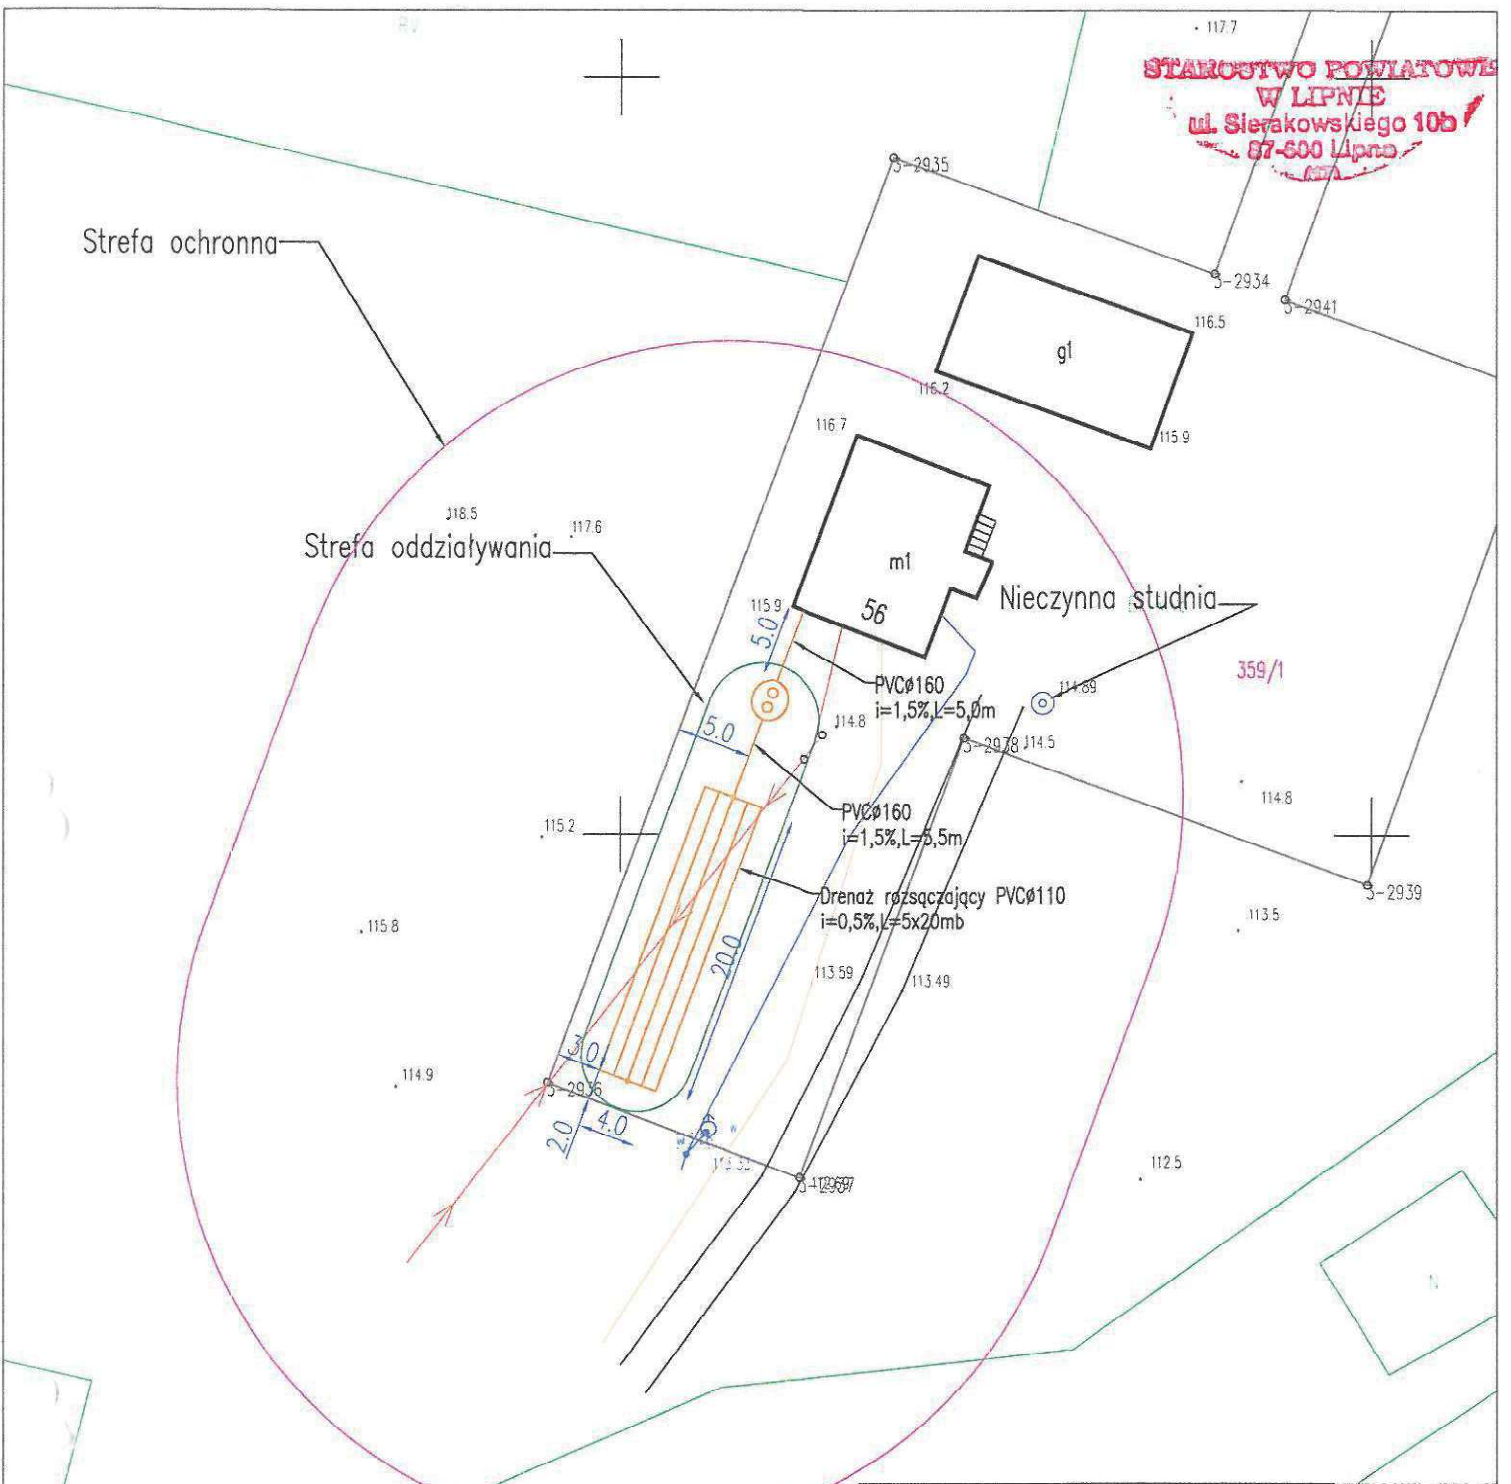 117.7
STAROSTWO POWIATOWE
W LIPNIE
ul. Sierakowskiego 10b
87-600 Lipno
3-2935
Strefa ochronna
3-2934
3-2941
116.5
g1
116.2
116.7
115.9
118.5
117.6
Strefa oddziaływania
m1
56
Nieczynna studnia
115.9
5.0
359/1
PVCø160
i=1,5%,L=5,0m
114.89
114.8
5.0
3-2938
114.5
114.8
PVCø160
i=1,5%,L=5,5m
115.2
Drenaż rozsączający PVCø110
i=0,5%,L=5x20mb
3-2939
113.5
115.8
20.0
113.59
113.49
3.0
114.9
3-2936
2.0
4.0
w
w
112.5
3-2937
N